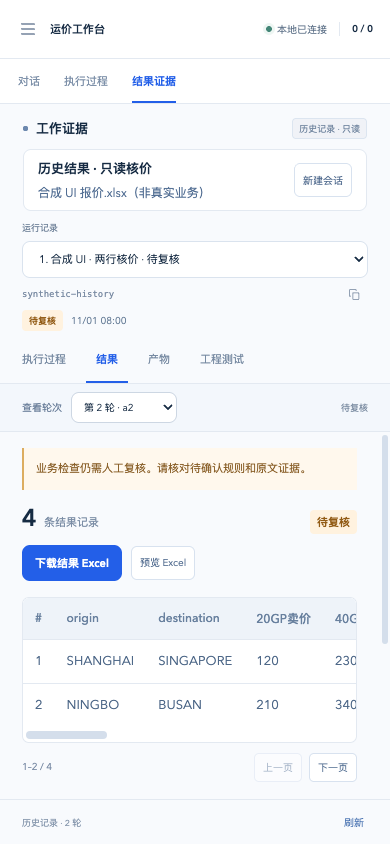 运价工作台 本地已连接 0 / 0
对话 执行过程 结果证据
工作证据 历史记录 · 只读
历史结果 · 只读核价
合成 UI 报价.xlsx（非真实业务）
新建会话
运行记录
1. 合成 UI · 两行核价 · 待复核
synthetic-history
待复核 11/01 08:00
执行过程 结果 产物 工程测试
查看轮次 第 2 轮 · a2 待复核
业务检查仍需人工复核。请核对待确认规则和原文证据。
4 条结果记录 待复核
下载结果 Excel 预览 Excel
# origin destination 20GP卖价 40G
1 SHANGHAI SINGAPORE 120 230
2 NINGBO BUSAN 210 340
1-2 / 4 上一页 下一页
历史记录 · 2 轮 刷新